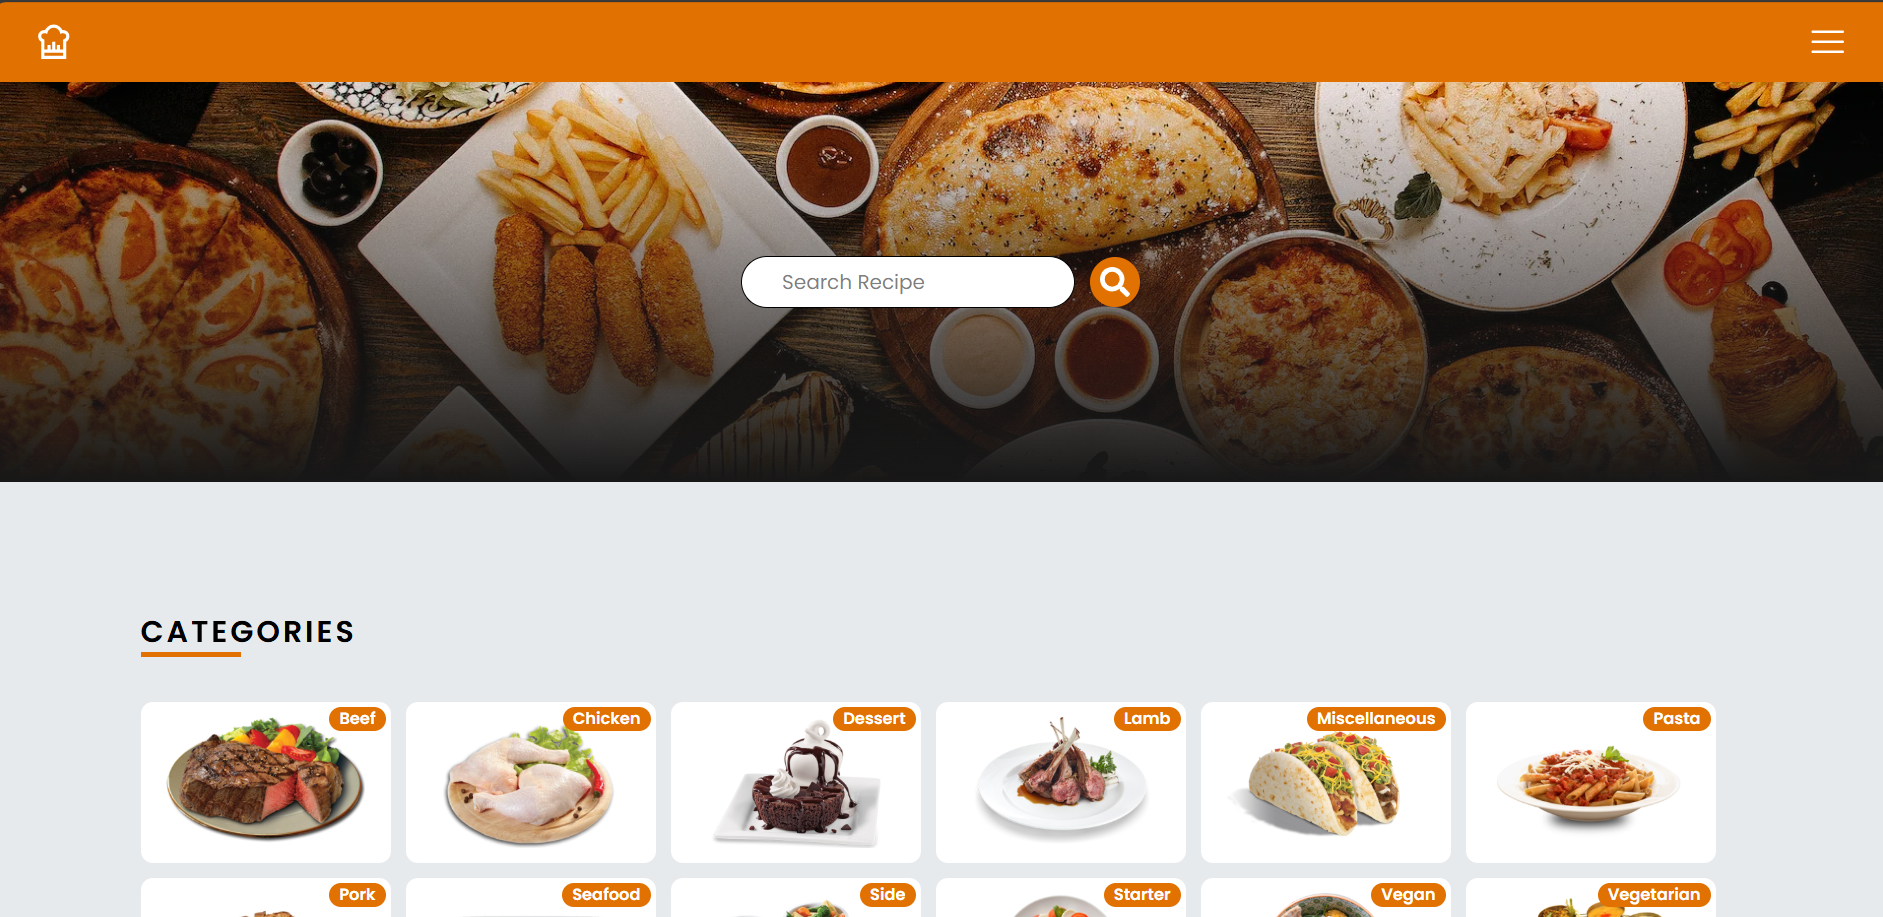 Search Recipe
CATEGORIES
Beef
Chicken
Dessert
Lamb
Miscellaneous
Pasta
Pork
Seafood
Side
Starter
Vegan
Vegetarian